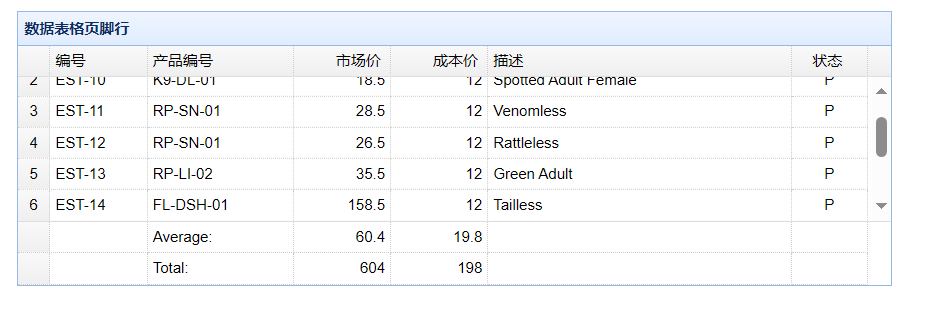 数据表格页脚行
编号 产品编号 市场价 成本价 描述 状态
2 EST-10 K9-DL-01 18.5 12 Spotted Adult Female P
3 EST-11 RP-SN-01 28.5 12 Venomless P
4 EST-12 RP-SN-01 26.5 12 Rattleless P
5 EST-13 RP-LI-02 35.5 12 Green Adult P
6 EST-14 FL-DSH-01 158.5 12 Tailless P
Average: 60.4 19.8
Total: 604 198